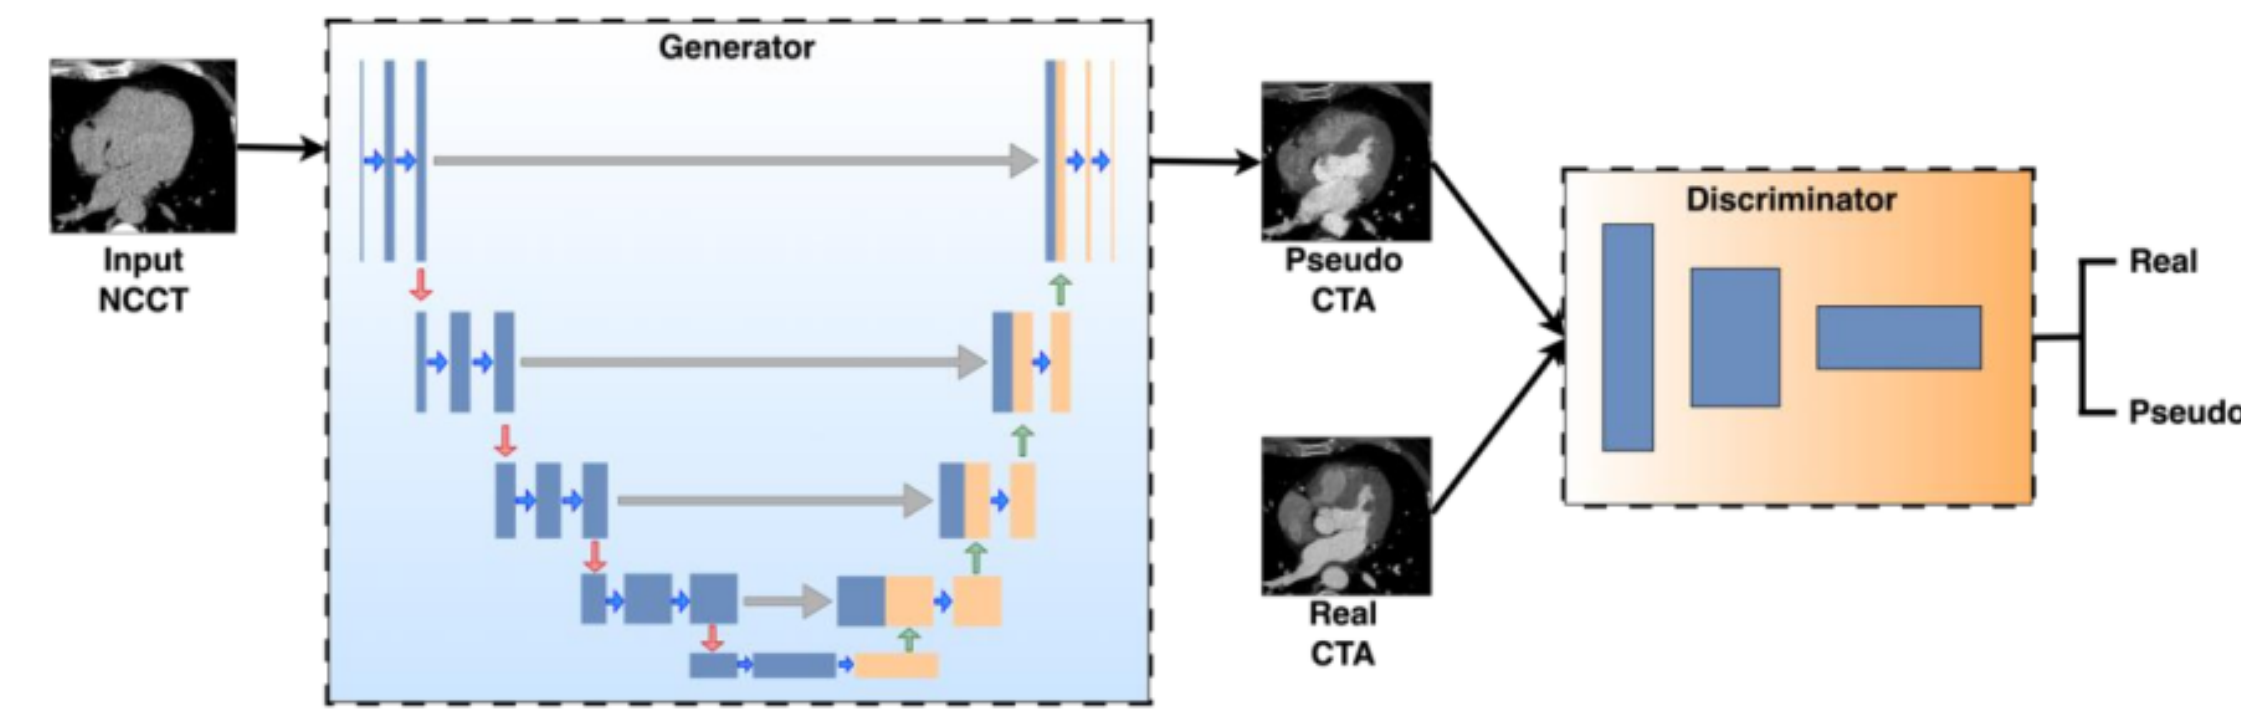 Generator
Input
NCCT
Pseudo
CTA
Real
CTA
Discriminator
Real
Pseudo